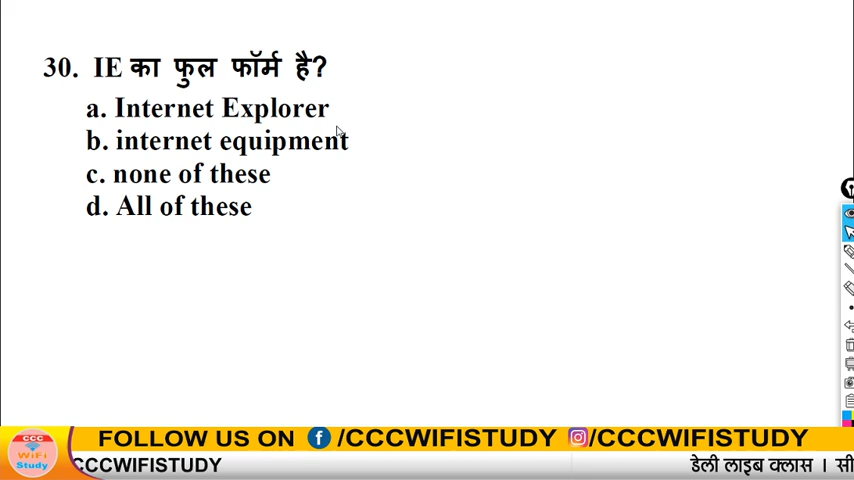 30. IE का फुल फॉर्म है?
a. Internet Explorer
b. internet equipment
c. none of these
d. All of these
FOLLOW US ON f /CCCWIFISTUDY /CCCWIFISTUDY
CCC
WiFi
Study
CCCWIFISTUDY डेली लाइब क्लास । सी